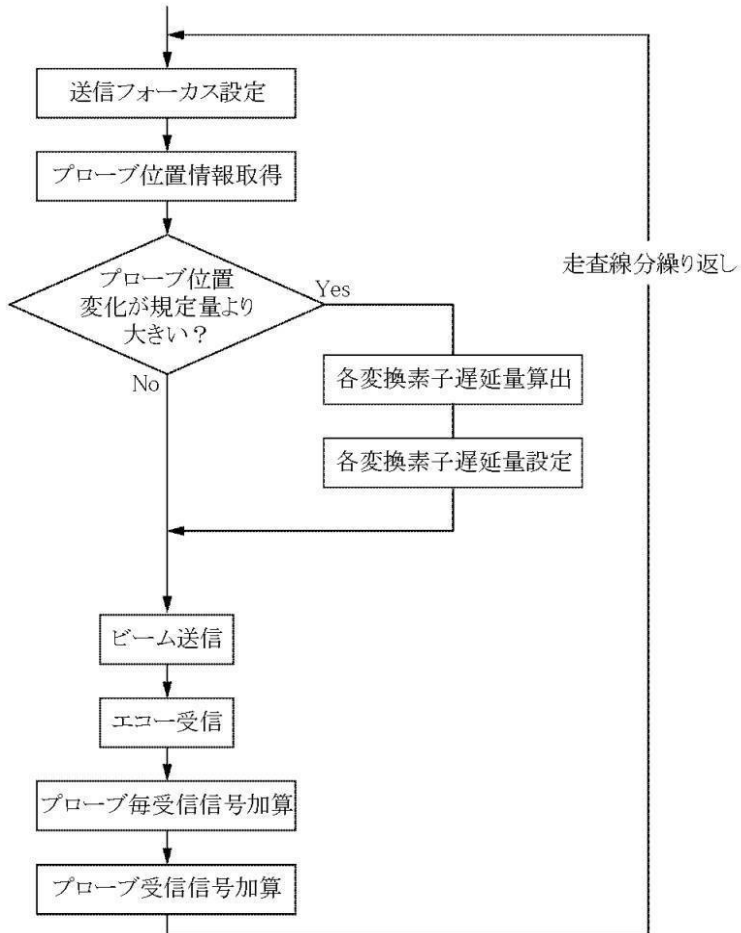 送信フォーカス設定
プローブ位置情報取得
プローブ位置
変化が規定量より
大きい?
Yes
No
各変換素子遅延量算出
各変換素子遅延量設定
走査線分繰り返し
ビーム送信
エコー受信
プローブ毎受信信号加算
プローブ受信信号加算